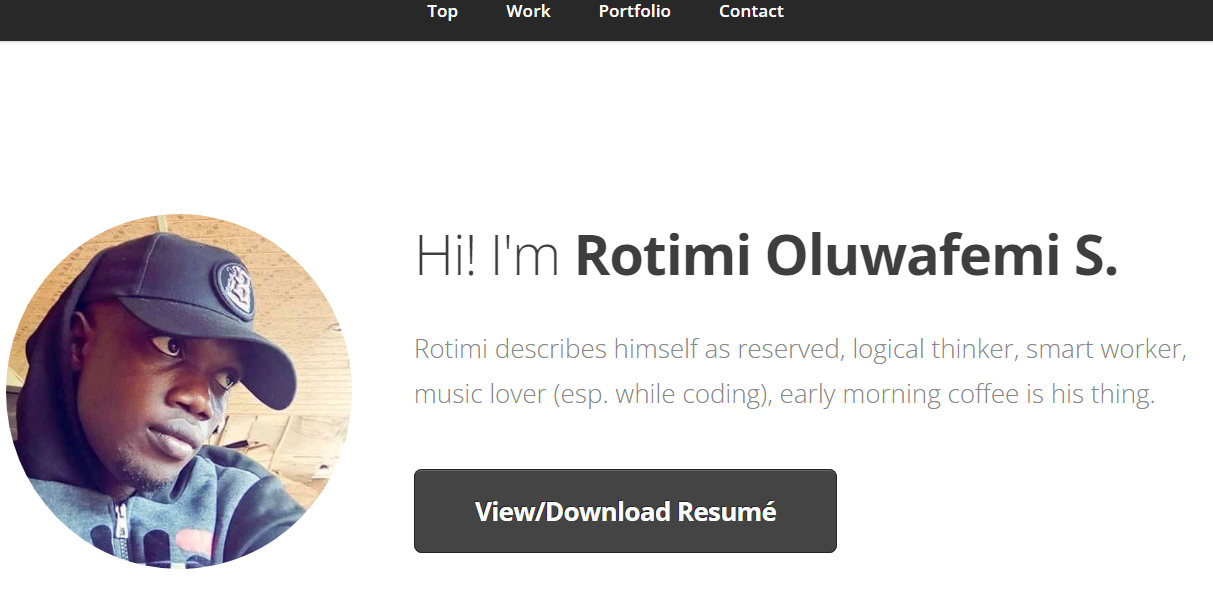 Top Work Portfolio Contact
Hi! I'm Rotimi Oluwafemi S.
Rotimi describes himself as reserved, logical thinker, smart worker,
music lover (esp. while coding), early morning coffee is his thing.
View/Download Resumé